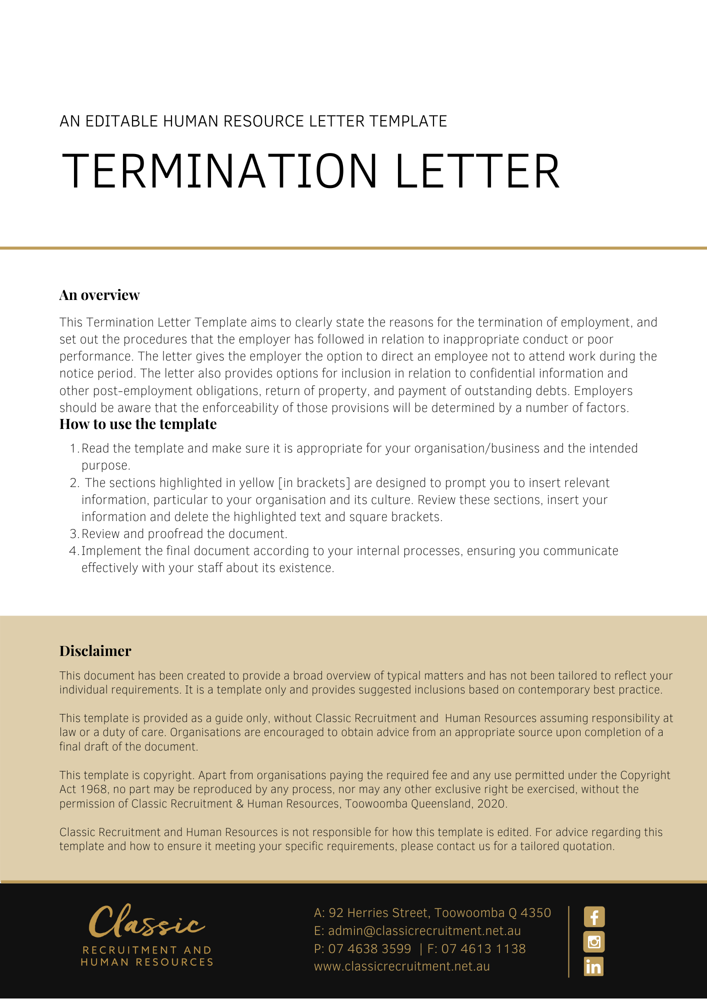 AN EDITABLE HUMAN RESOURCE LETTER TEMPLATE
TERMINATION LETTER
An overview
This Termination Letter Template aims to clearly state the reasons for the termination of employment, and
set out the procedures that the employer has followed in relation to inappropriate conduct or poor
performance. The letter gives the employer the option to direct an employee not to attend work during the
notice period. The letter also provides options for inclusion in relation to confidential information and
other post-employment obligations, return of property, and payment of outstanding debts. Employers
should be aware that the enforceability of those provisions will be determined by a number of factors.
How to use the template
1. Read the template and make sure it is appropriate for your organisation/business and the intended
purpose.
2. The sections highlighted in yellow [in brackets] are designed to prompt you to insert relevant
information, particular to your organisation and its culture. Review these sections, insert your
information and delete the highlighted text and square brackets.
3. Review and proofread the document.
4. Implement the final document according to your internal processes, ensuring you communicate
effectively with your staff about its existence.
Disclaimer
This document has been created to provide a broad overview of typical matters and has not been tailored to reflect your
individual requirements. It is a template only and provides suggested inclusions based on contemporary best practice.
This template is provided as a guide only, without Classic Recruitment and Human Resources assuming responsibility at
law or a duty of care. Organisations are encouraged to obtain advice from an appropriate source upon completion of a
final draft of the document.
This template is copyright. Apart from organisations paying the required fee and any use permitted under the Copyright
Act 1968, no part may be reproduced by any process, nor may any other exclusive right be exercised, without the
permission of Classic Recruitment & Human Resources, Toowoomba Queensland, 2020.
Classic Recruitment and Human Resources is not responsible for how this template is edited. For advice regarding this
template and how to ensure it meeting your specific requirements, please contact us for a tailored quotation.
Classic
RECRUITMENT AND
HUMAN RESOURCES
A: 92 Herries Street, Toowoomba Q 4350
E: admin@classicrecruitment.net.au
P: 07 4638 3599 | F: 07 4613 1138
www.classicrecruitment.net.au